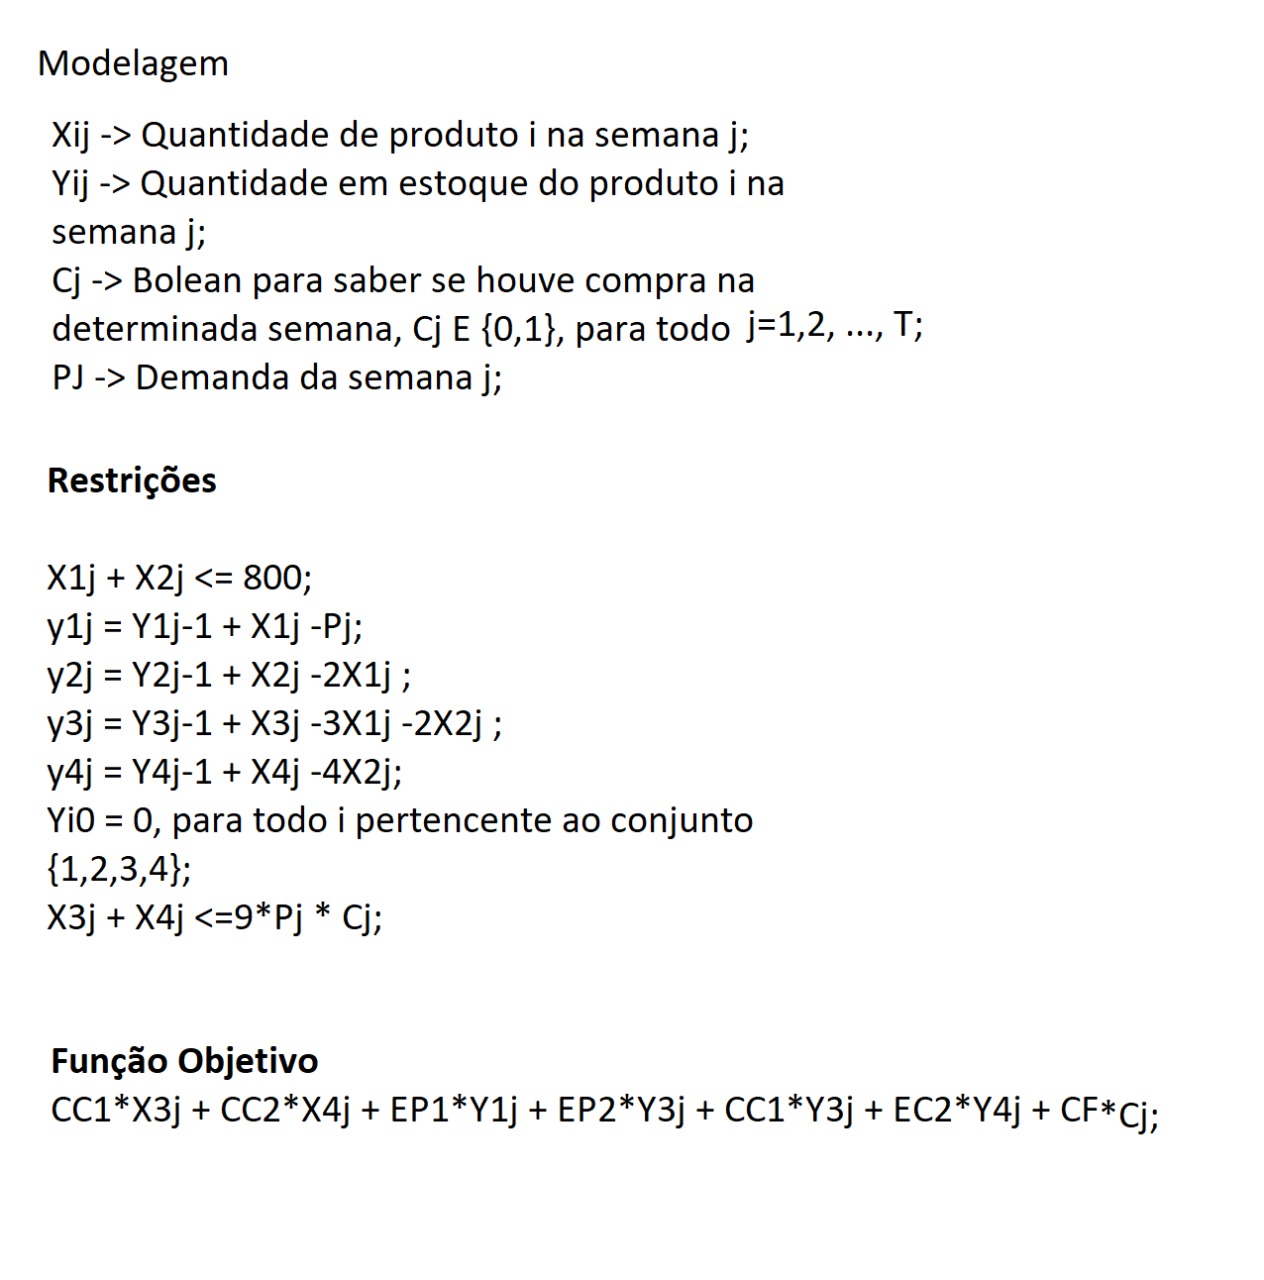 Modelagem
Xij -> Quantidade de produto i na semana j;
Yij -> Quantidade em estoque do produto i na
semana j;
Cj -> Bolean para saber se houve compra na
determinada semana, Cj E {0,1}, para todo j=1,2, ..., T;
PJ -> Demanda da semana j;
Restrições
X1j + X2j <= 800;
y1j = Y1j-1 + X1j -Pj;
y2j = Y2j-1 + X2j -2X1j ;
y3j = Y3j-1 + X3j -3X1j -2X2j ;
y4j = Y4j-1 + X4j -4X2j;
Yi0 = 0, para todo i pertencente ao conjunto
{1,2,3,4};
X3j + X4j <=9*Pj * Cj;
Função Objetivo
CC1*X3j + CC2*X4j + EP1*Y1j + EP2*Y3j + CC1*Y3j + EC2*Y4j + CF*Cj;